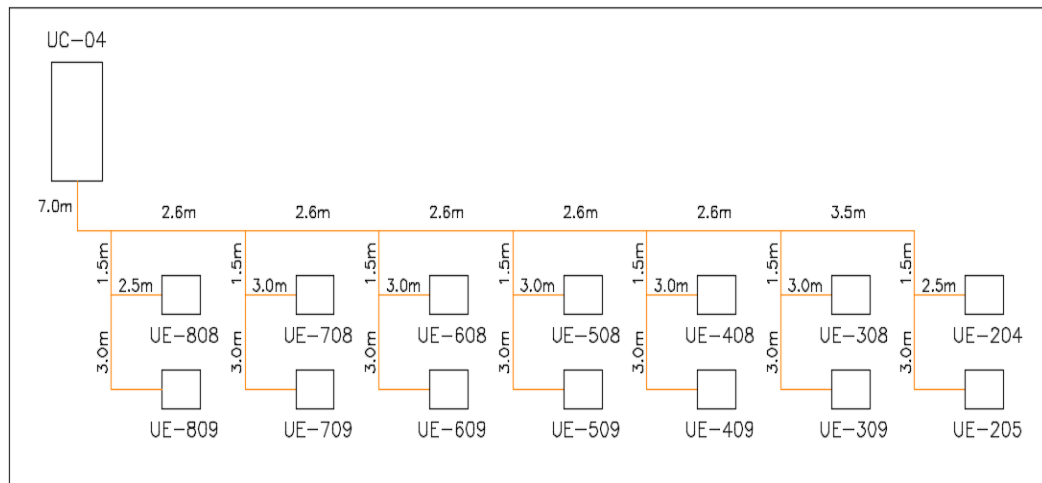 UC-04
7.0m
2.6m 2.6m 2.6m 2.6m 2.6m 3.5m
1.5m 1.5m 1.5m 1.5m 1.5m 1.5m 1.5m
2.5m 3.0m 3.0m 3.0m 3.0m 3.0m 2.5m
UE-808 UE-708 UE-608 UE-508 UE-408 UE-308 UE-204
3.0m 3.0m 3.0m 3.0m 3.0m 3.0m 3.0m
UE-809 UE-709 UE-609 UE-509 UE-409 UE-309 UE-205